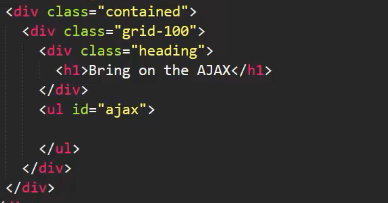 <div class="contained">
<div class="grid-100">
<div class="heading">
<h1>Bring on the AJAX</h1>
</div>
<ul id="ajax">
</ul>
</div>
</div>